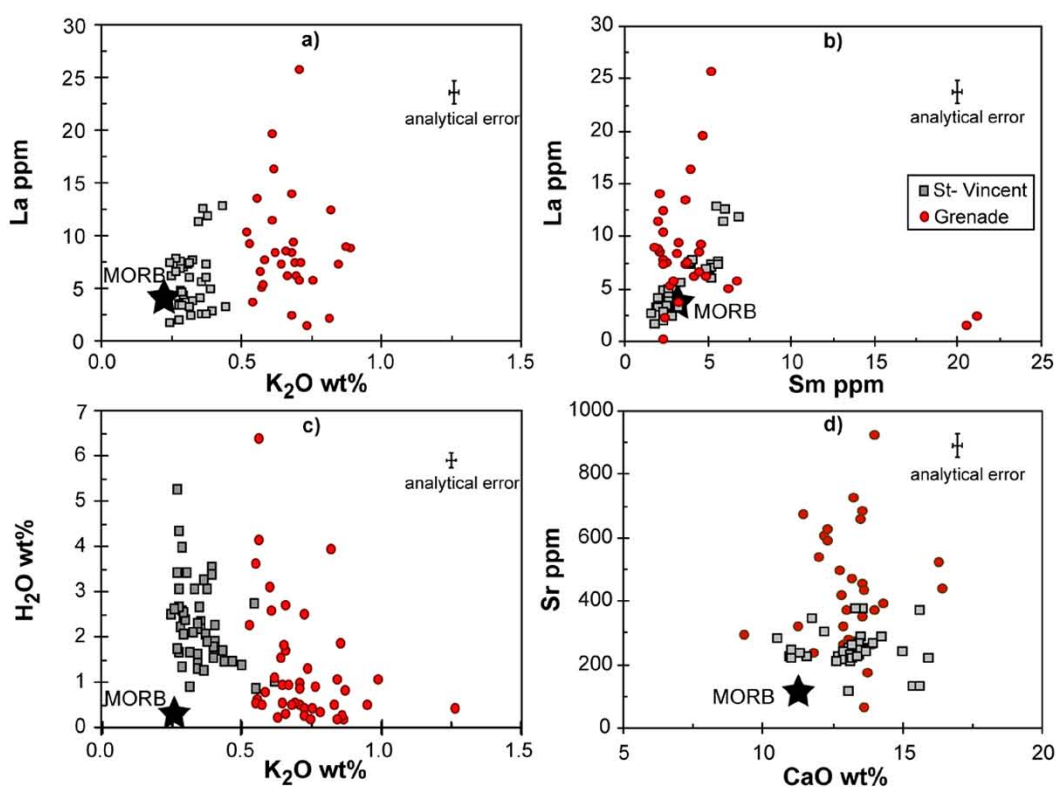 a)
30
25
20
15
10
5
0
La ppm
analytical error
MORB
0.0
0.5
1.0
1.5
K₂O wt%
b)
30
25
20
15
10
5
0
La ppm
analytical error
St- Vincent
Grenade
MORB
0
5
10
15
20
25
Sm ppm
c)
7
6
5
4
3
2
1
0
H₂O wt%
analytical error
MORB
0.0
0.5
1.0
1.5
K₂O wt%
d)
1000
800
600
400
200
0
Sr ppm
analytical error
MORB
5
10
15
20
CaO wt%